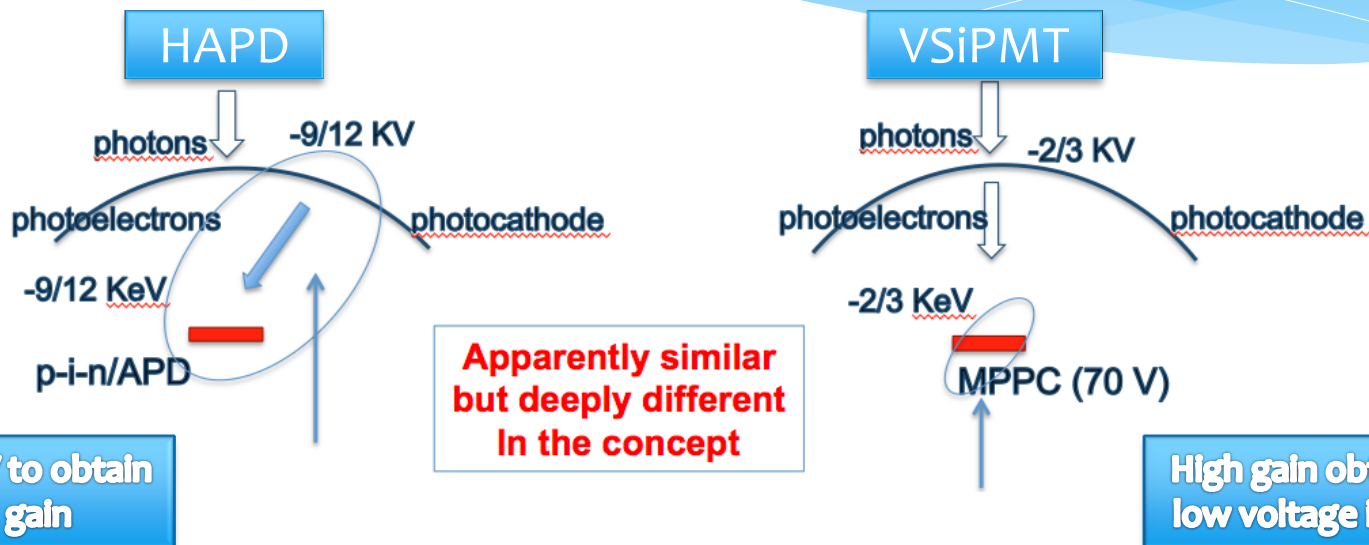 HAPD
photons
-9/12 KV
photoelectrons
photocathode
-9/12 KeV
p-i-n/APD
to obtain
gain
Apparently similar
but deeply different
In the concept
VSiPMT
photons
-2/3 KV
photoelectrons
photocathode
-2/3 KeV
MPPC (70 V)
High gain
low voltage